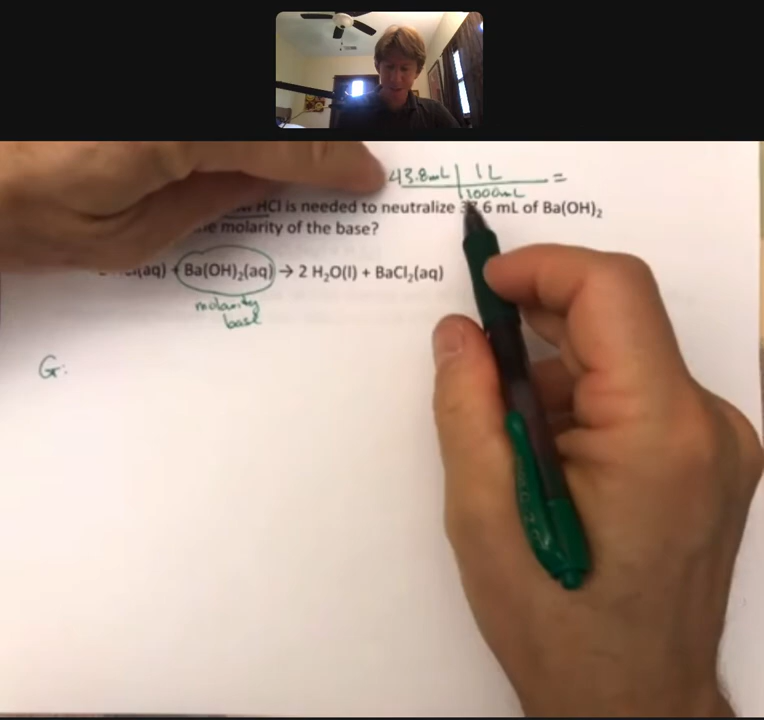 43.8mL | 1L =
1000mL
HCl is needed to neutralize 37.6 mL of Ba(OH)₂
molarity of the base?
(aq) + Ba(OH)₂(aq) → 2 H₂O(l) + BaCl₂(aq)
molarity
base
G: